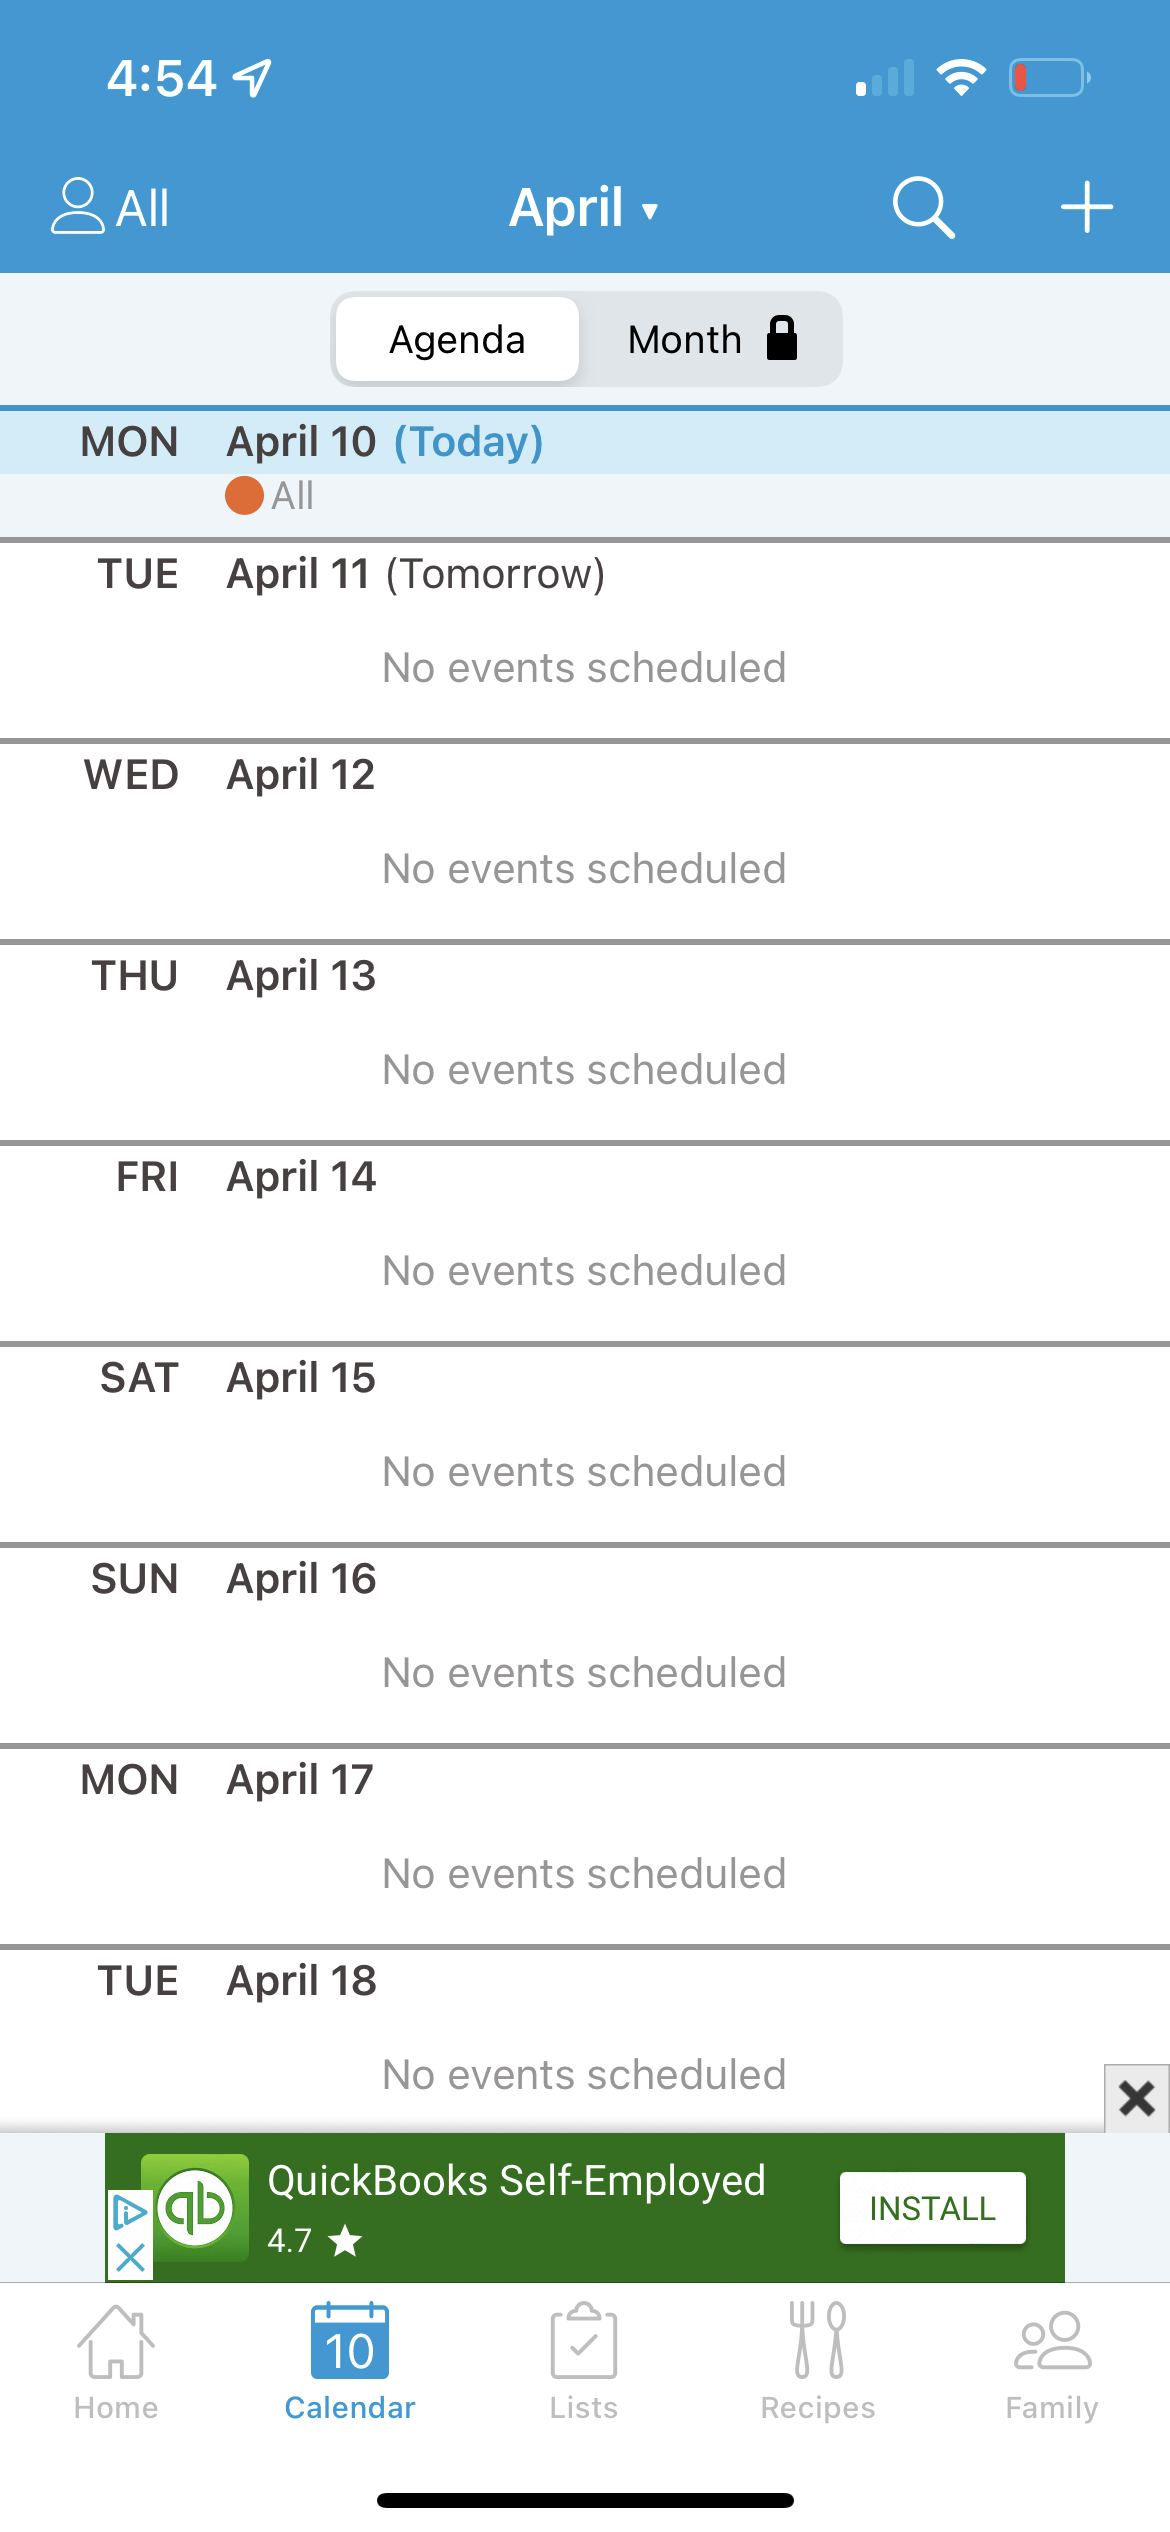 4:54
All
April
Agenda
Month
MON April 10 (Today)
All
TUE April 11 (Tomorrow)
No events scheduled
WED April 12
No events scheduled
THU April 13
No events scheduled
FRI April 14
No events scheduled
SAT April 15
No events scheduled
SUN April 16
No events scheduled
MON April 17
No events scheduled
TUE April 18
No events scheduled
qb
QuickBooks Self-Employed
4.7
INSTALL
10
Home
Calendar
Lists
Recipes
Family